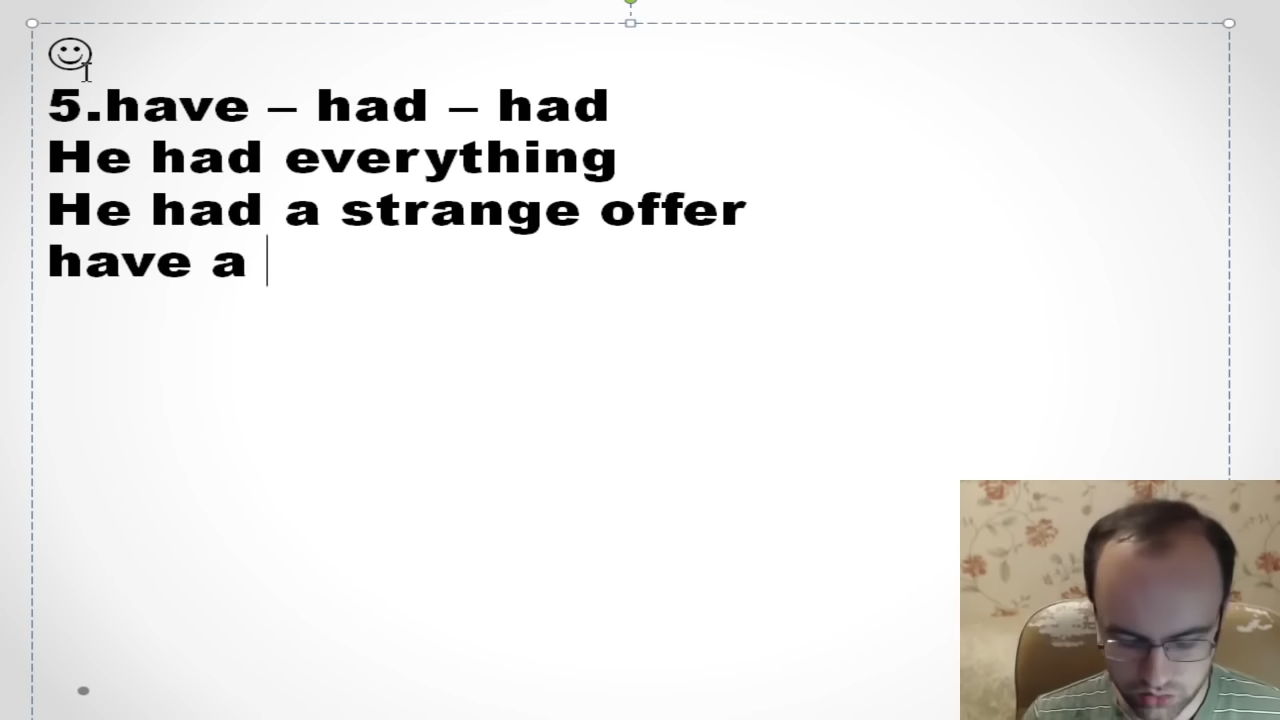 5.have – had – had
He had everything
He had a strange offer
have a